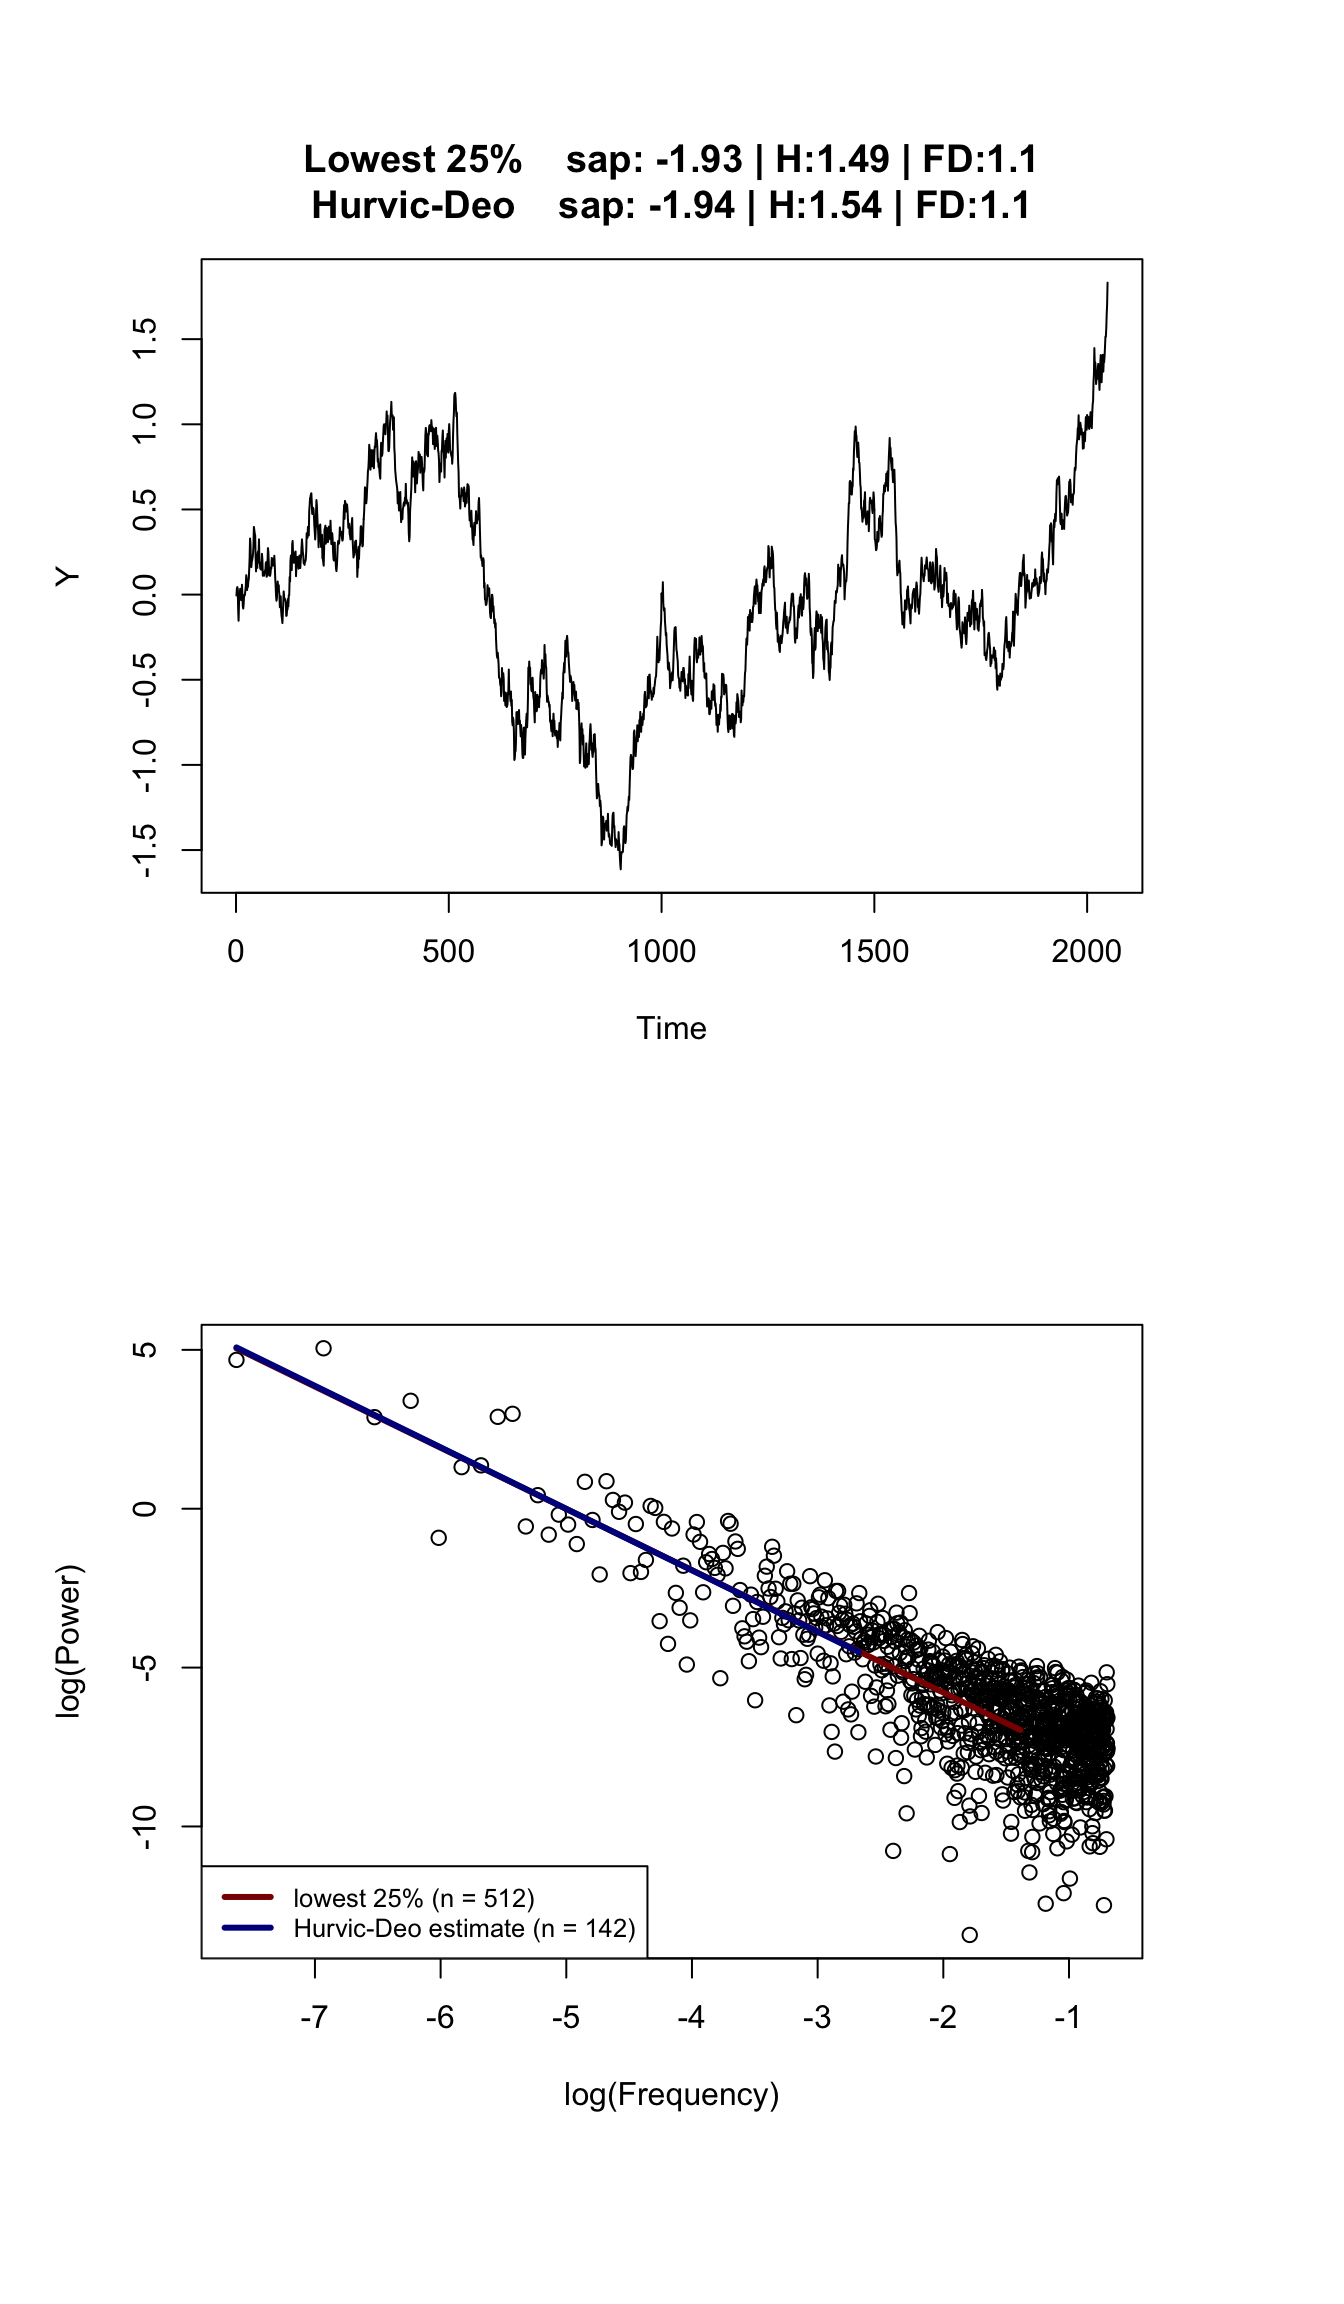 Lowest 25%    sap: -1.93 | H:1.49 | FD:1.1
Hurvic-Deo    sap: -1.94 | H:1.54 | FD:1.1
1.5
1.0
0.5
0.0
-0.5
-1.0
-1.5
Y
0 500 1000 1500 2000
Time
5
0
-5
-10
log(Power)
lowest 25% (n = 512)
Hurvic-Deo estimate (n = 142)
-7 -6 -5 -4 -3 -2 -1
log(Frequency)